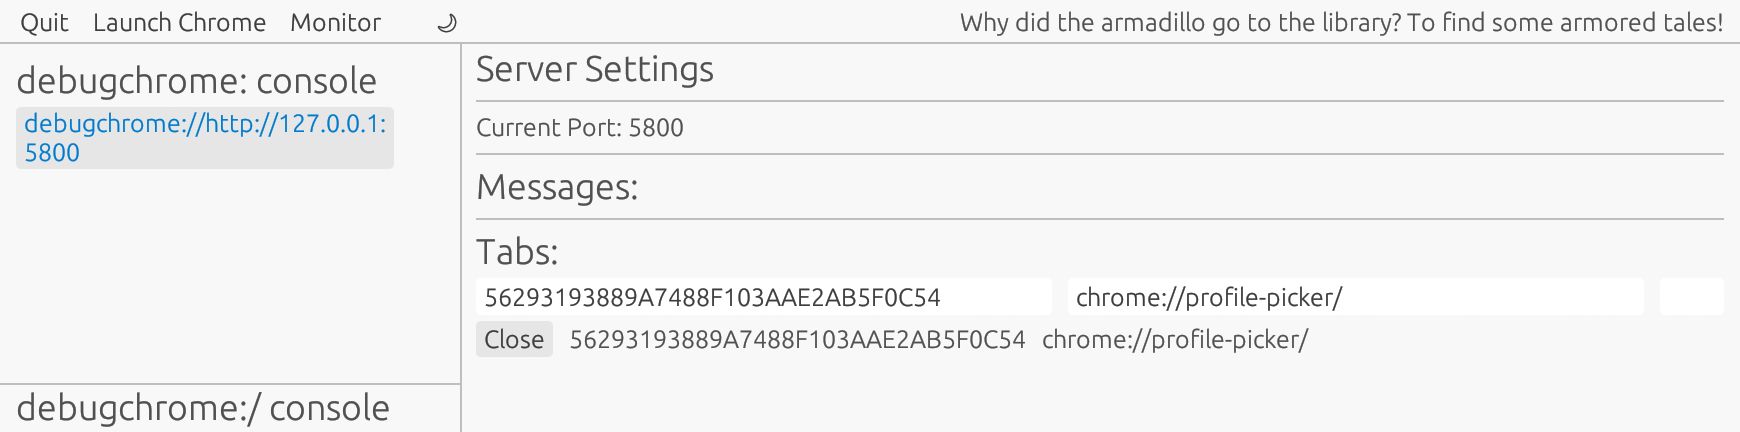 Quit Launch Chrome Monitor Why did the armadillo go to the library? To find some armored tales!
debugchrome: console
debugchrome://http://127.0.0.1:
5800
debugchrome:/ console
Server Settings
Current Port: 5800
Messages:
Tabs:
56293193889A7488F103AAE2AB5F0C54 chrome://profile-picker/
Close 56293193889A7488F103AAE2AB5F0C54 chrome://profile-picker/